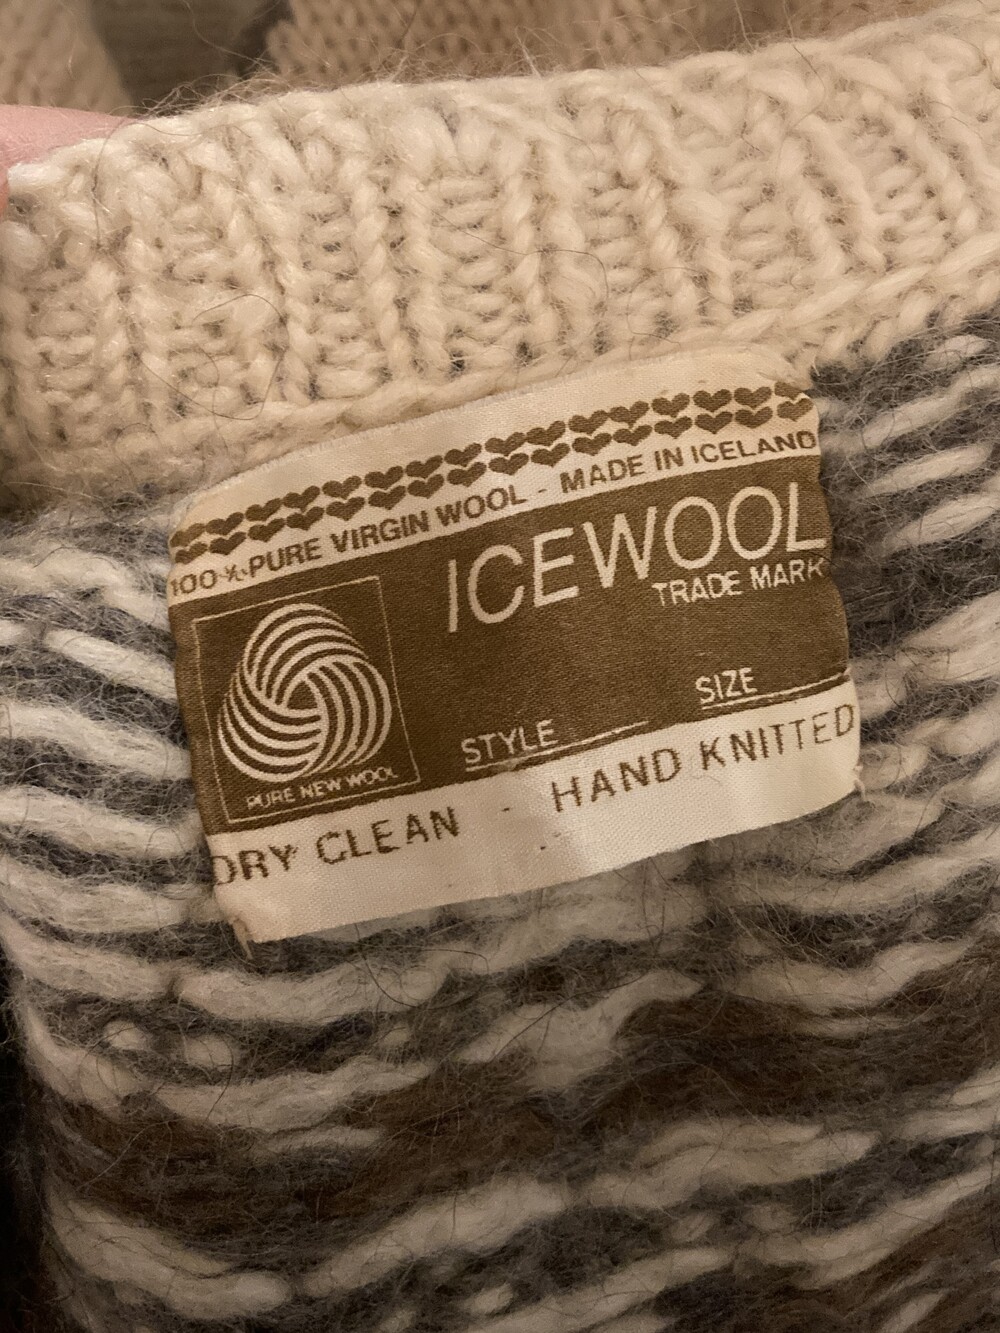 100% PURE VIRGIN WOOL - MADE IN ICELAND
ICEWOOL
TRADE MARK
PURE NEW WOOL
STYLE
SIZE
DRY CLEAN - HAND KNITTED